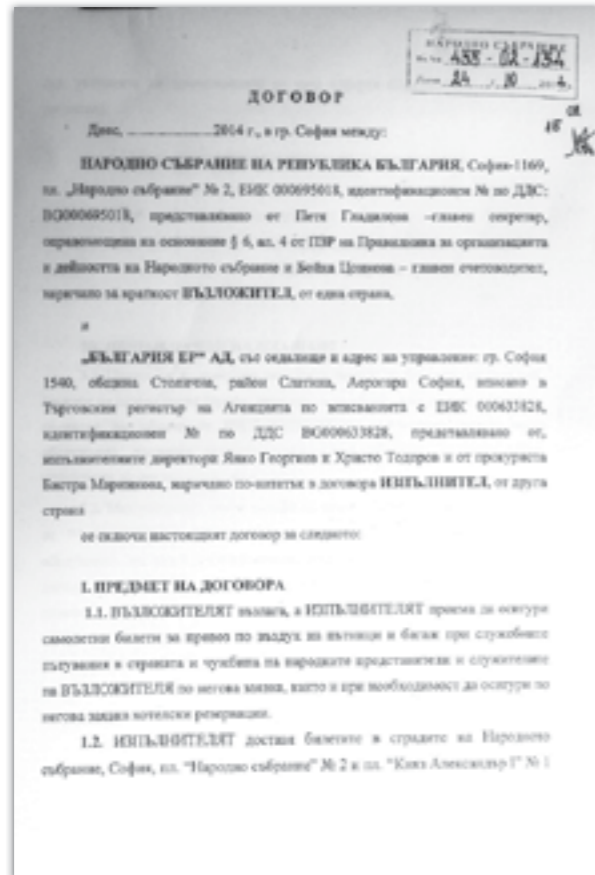 НАРОДНО СЪБРАНИЕ
455-02-134
24 10
ДОГОВОР
Днес, ..................2014 г., в гр. София между:
НАРОДНО СЪБРАНИЕ НА РЕПУБЛИКА БЪЛГАРИЯ, София-1169,
пл. „Народно събрание" № 2, ЕИК 000695018, идентификационен № по ДДС:
BG000695018, представлявано от Петя –главен секретар,
оправомощена на основание § 6, ал. 4 от ПЗР на Правилника за организацията
и дейността на Народното събрание и Бойка – главен счетоводител,
наричано за краткост ВЪЗЛОЖИТЕЛ, от една страна,
и
„БЪЛГАРИЯ ЕР" АД, със седалище и адрес на управление: гр. София
1540, община Столична, район Слатина, Аерогара София, вписано в
Търговския регистър на Агенцията по вписванията с ЕИК 000633828,
идентификационен № по ДДС BG000633828, представлявано от,
изпълнителните директори Янко Георгиев и Христо Тодоров и от прокуриста
Бистра, наричано по-нататък в договора ИЗПЪЛНИТЕЛ, от друга
страна
се сключи настоящият договор за следното:
I. ПРЕДМЕТ НА ДОГОВОРА
1.1. ВЪЗЛОЖИТЕЛЯТ възлага, а ИЗПЪЛНИТЕЛЯТ приема да осигури
самолетни билети за превоз по въздух на пътници и багаж при служебните
пътувания в страната и чужбина на народните представители и служителите
на ВЪЗЛОЖИТЕЛЯ по негова заявка, както и при необходимост да осигури по
негова заявка хотелски резервации.
1.2. ИЗПЪЛНИТЕЛЯТ доставя билетите в сградите на Народното
събрание, София, пл. "Народно събрание" № 2 и пл. "Княз Александър I" № 1